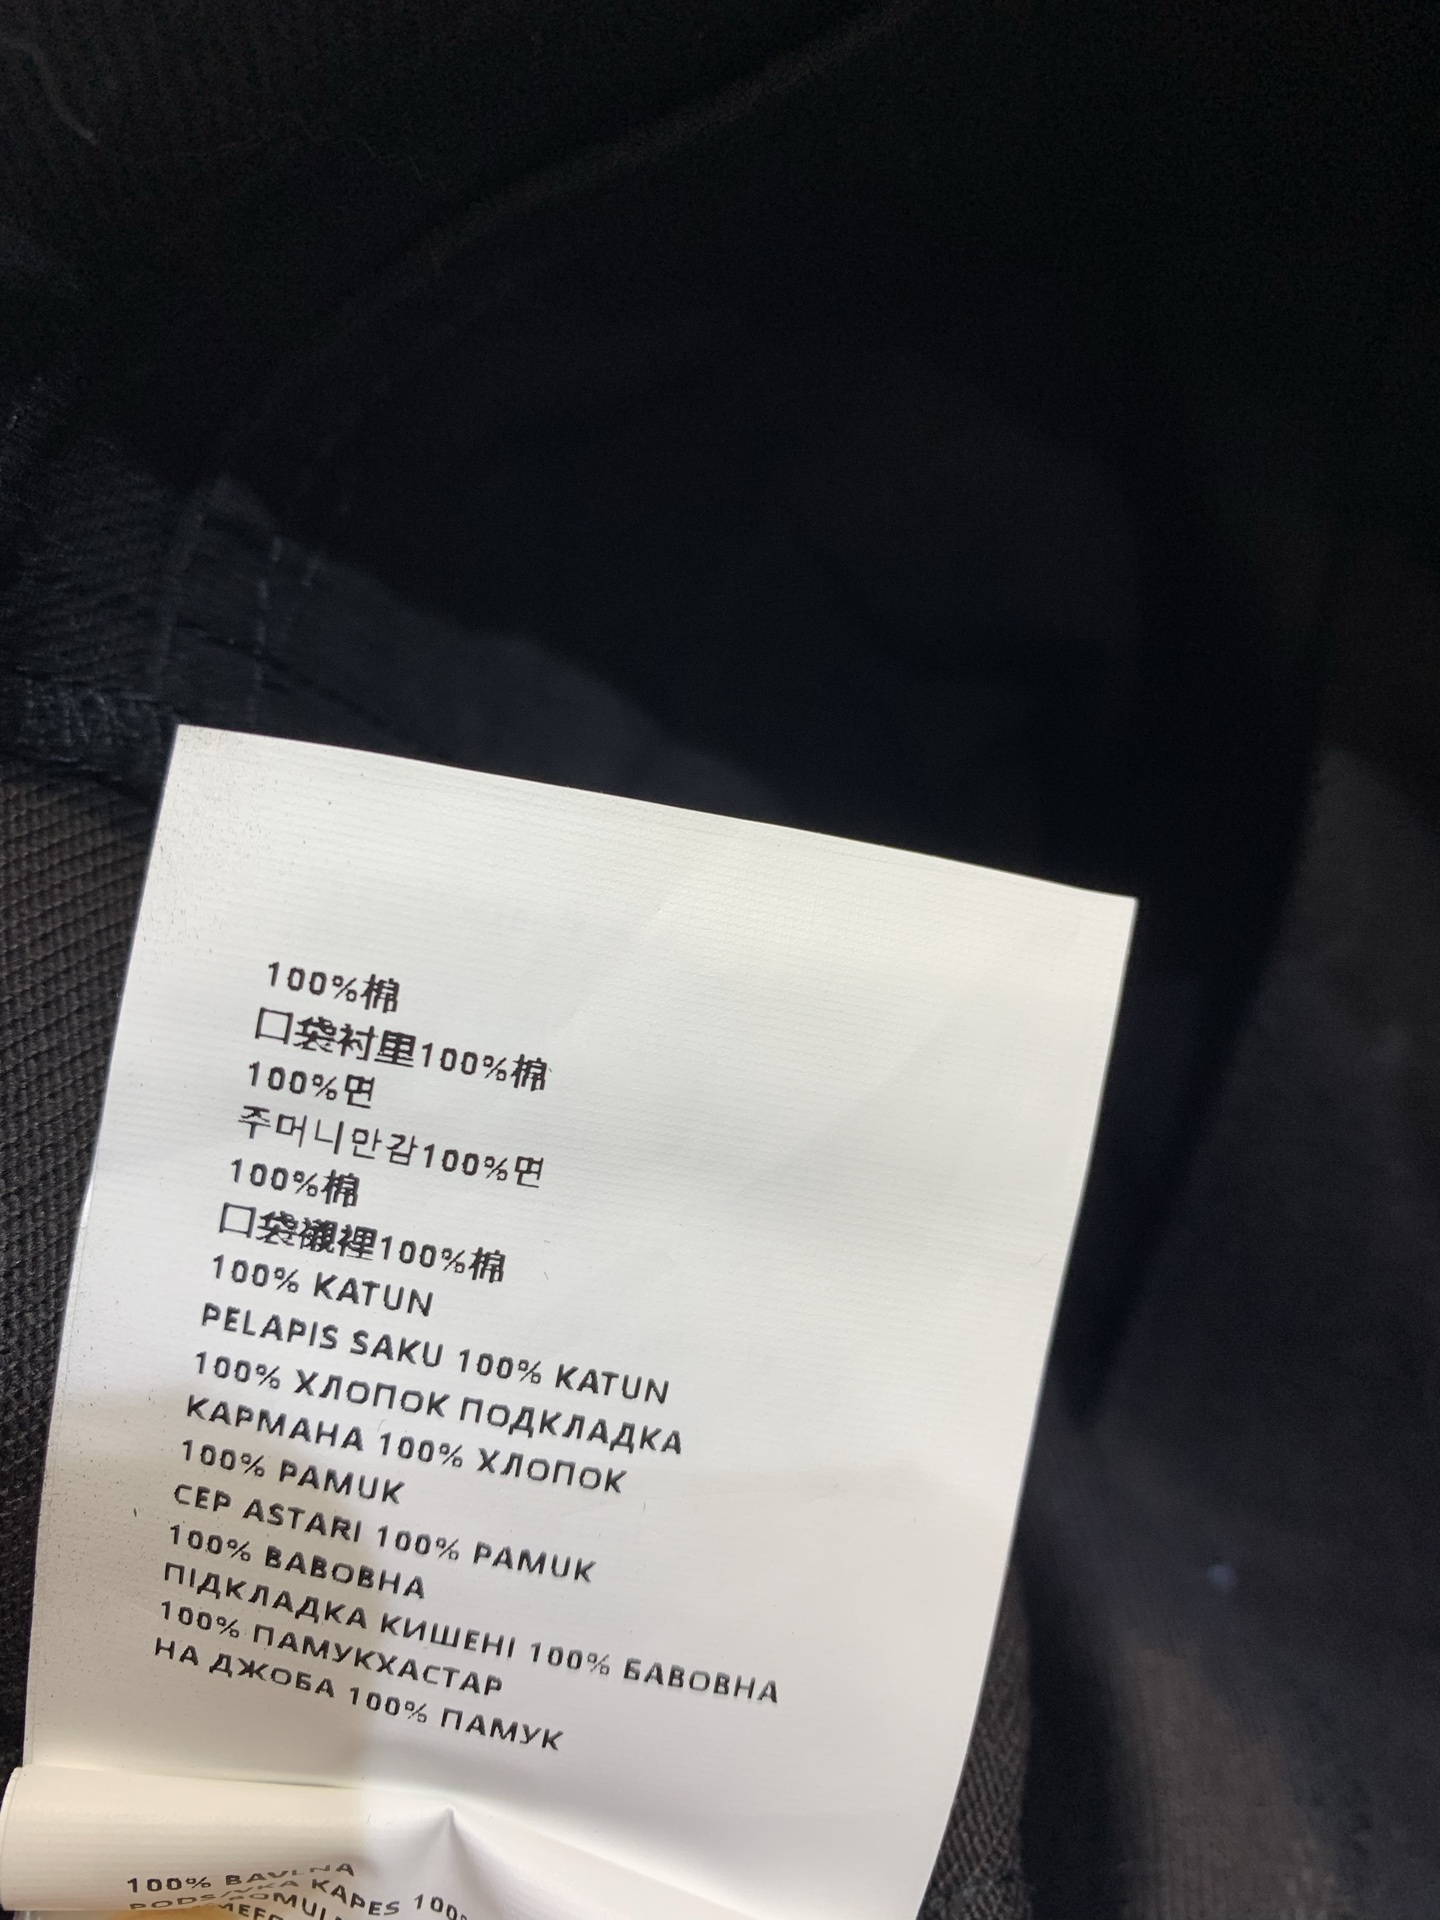 100%棉
口袋衬里100%棉
100%면
주머니안감100%면
100%棉
口袋襯裡100%棉
100% KATUN
PELAPIS SAKU 100% KATUN
100% ХЛОПОК ПОДКЛАДКА
КАРМАНА 100% ХЛОПОК
100% PAMUK
CEP ASTARI 100% PAMUK
100% БАВОВНА
ПІДКЛАДКА КИШЕНІ 100% БАВОВНА
100% ПАМУКХАСТАР
НА ДЖОБА 100% ПАМУК
100% BAVLNA
KAPES 100%